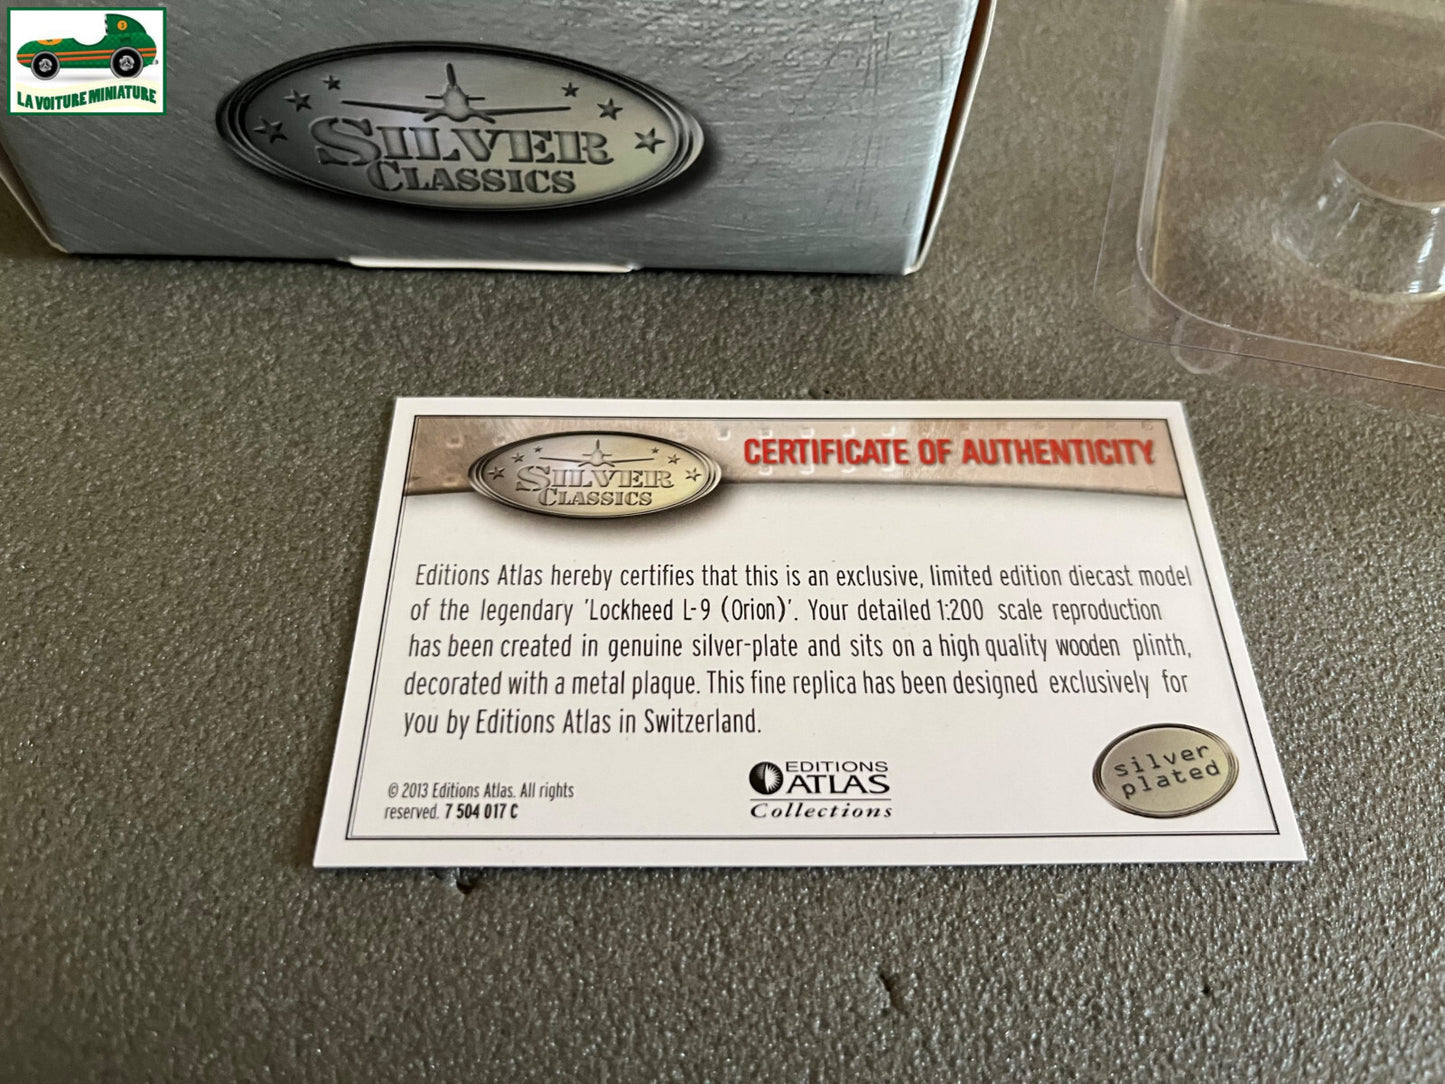 3
LA VOITURE MINIATURE
SILVER
CLASSICS
SILVER
CLASSICS
CERTIFICATE OF AUTHENTICITY
Editions Atlas hereby certifies that this is an exclusive, limited edition diecast model
of the legendary 'Lockheed L-9 (Orion)'. Your detailed 1:200 scale reproduction
has been created in genuine silver-plate and sits on a high quality wooden plinth,
decorated with a metal plaque. This fine replica has been designed exclusively for
you by Editions Atlas in Switzerland.
© 2013 Editions Atlas. All rights
reserved. 7 504 017 C
EDITIONS
ATLAS
Collections
silver
plated